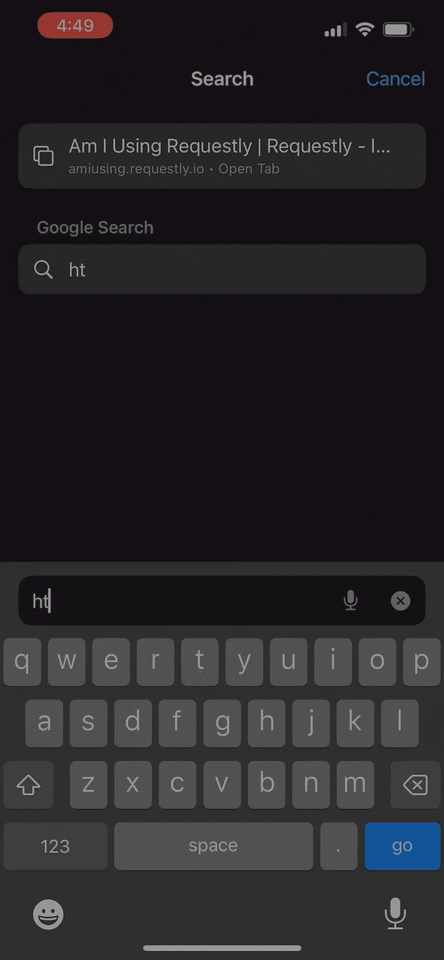 4:49
Search
Cancel
Am I Using Requestly | Requestly - I...
amiusing.requestly.io • Open Tab
Google Search
ht
ht
q w e r t y u i o p
a s d f g h j k l
z x c v b n m
123 space . go